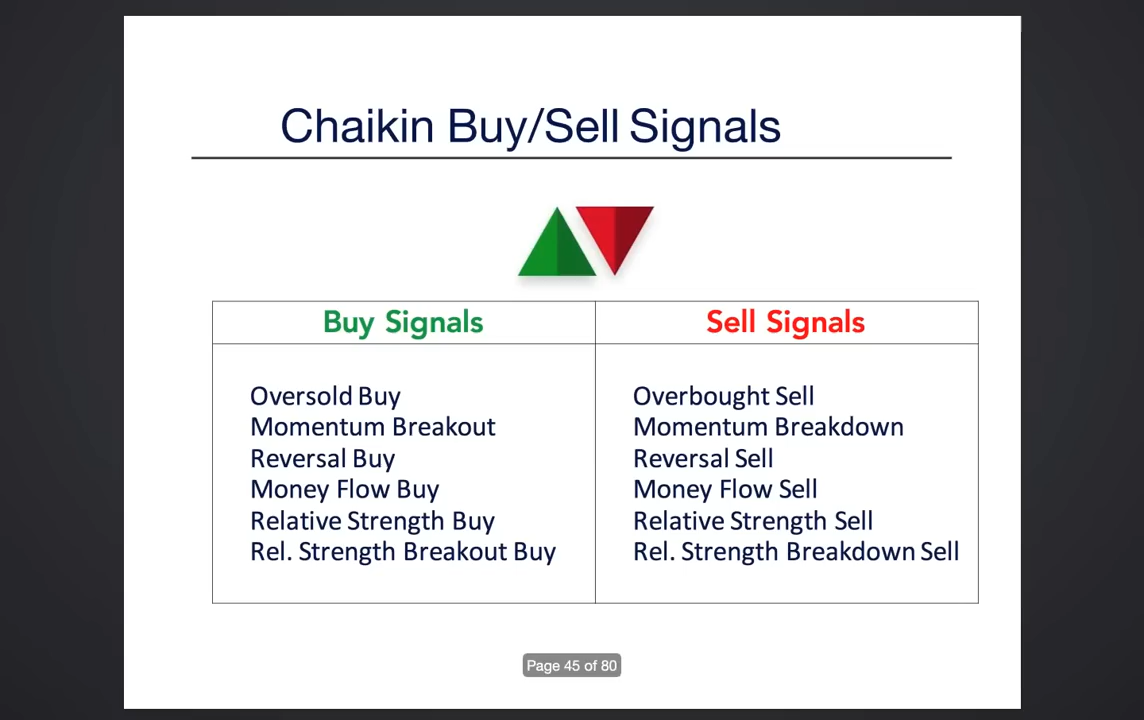 Chaikin Buy/Sell Signals
Buy Signals
Sell Signals
Oversold Buy
Momentum Breakout
Reversal Buy
Money Flow Buy
Relative Strength Buy
Rel. Strength Breakout Buy
Overbought Sell
Momentum Breakdown
Reversal Sell
Money Flow Sell
Relative Strength Sell
Rel. Strength Breakdown Sell
Page 45 of 80